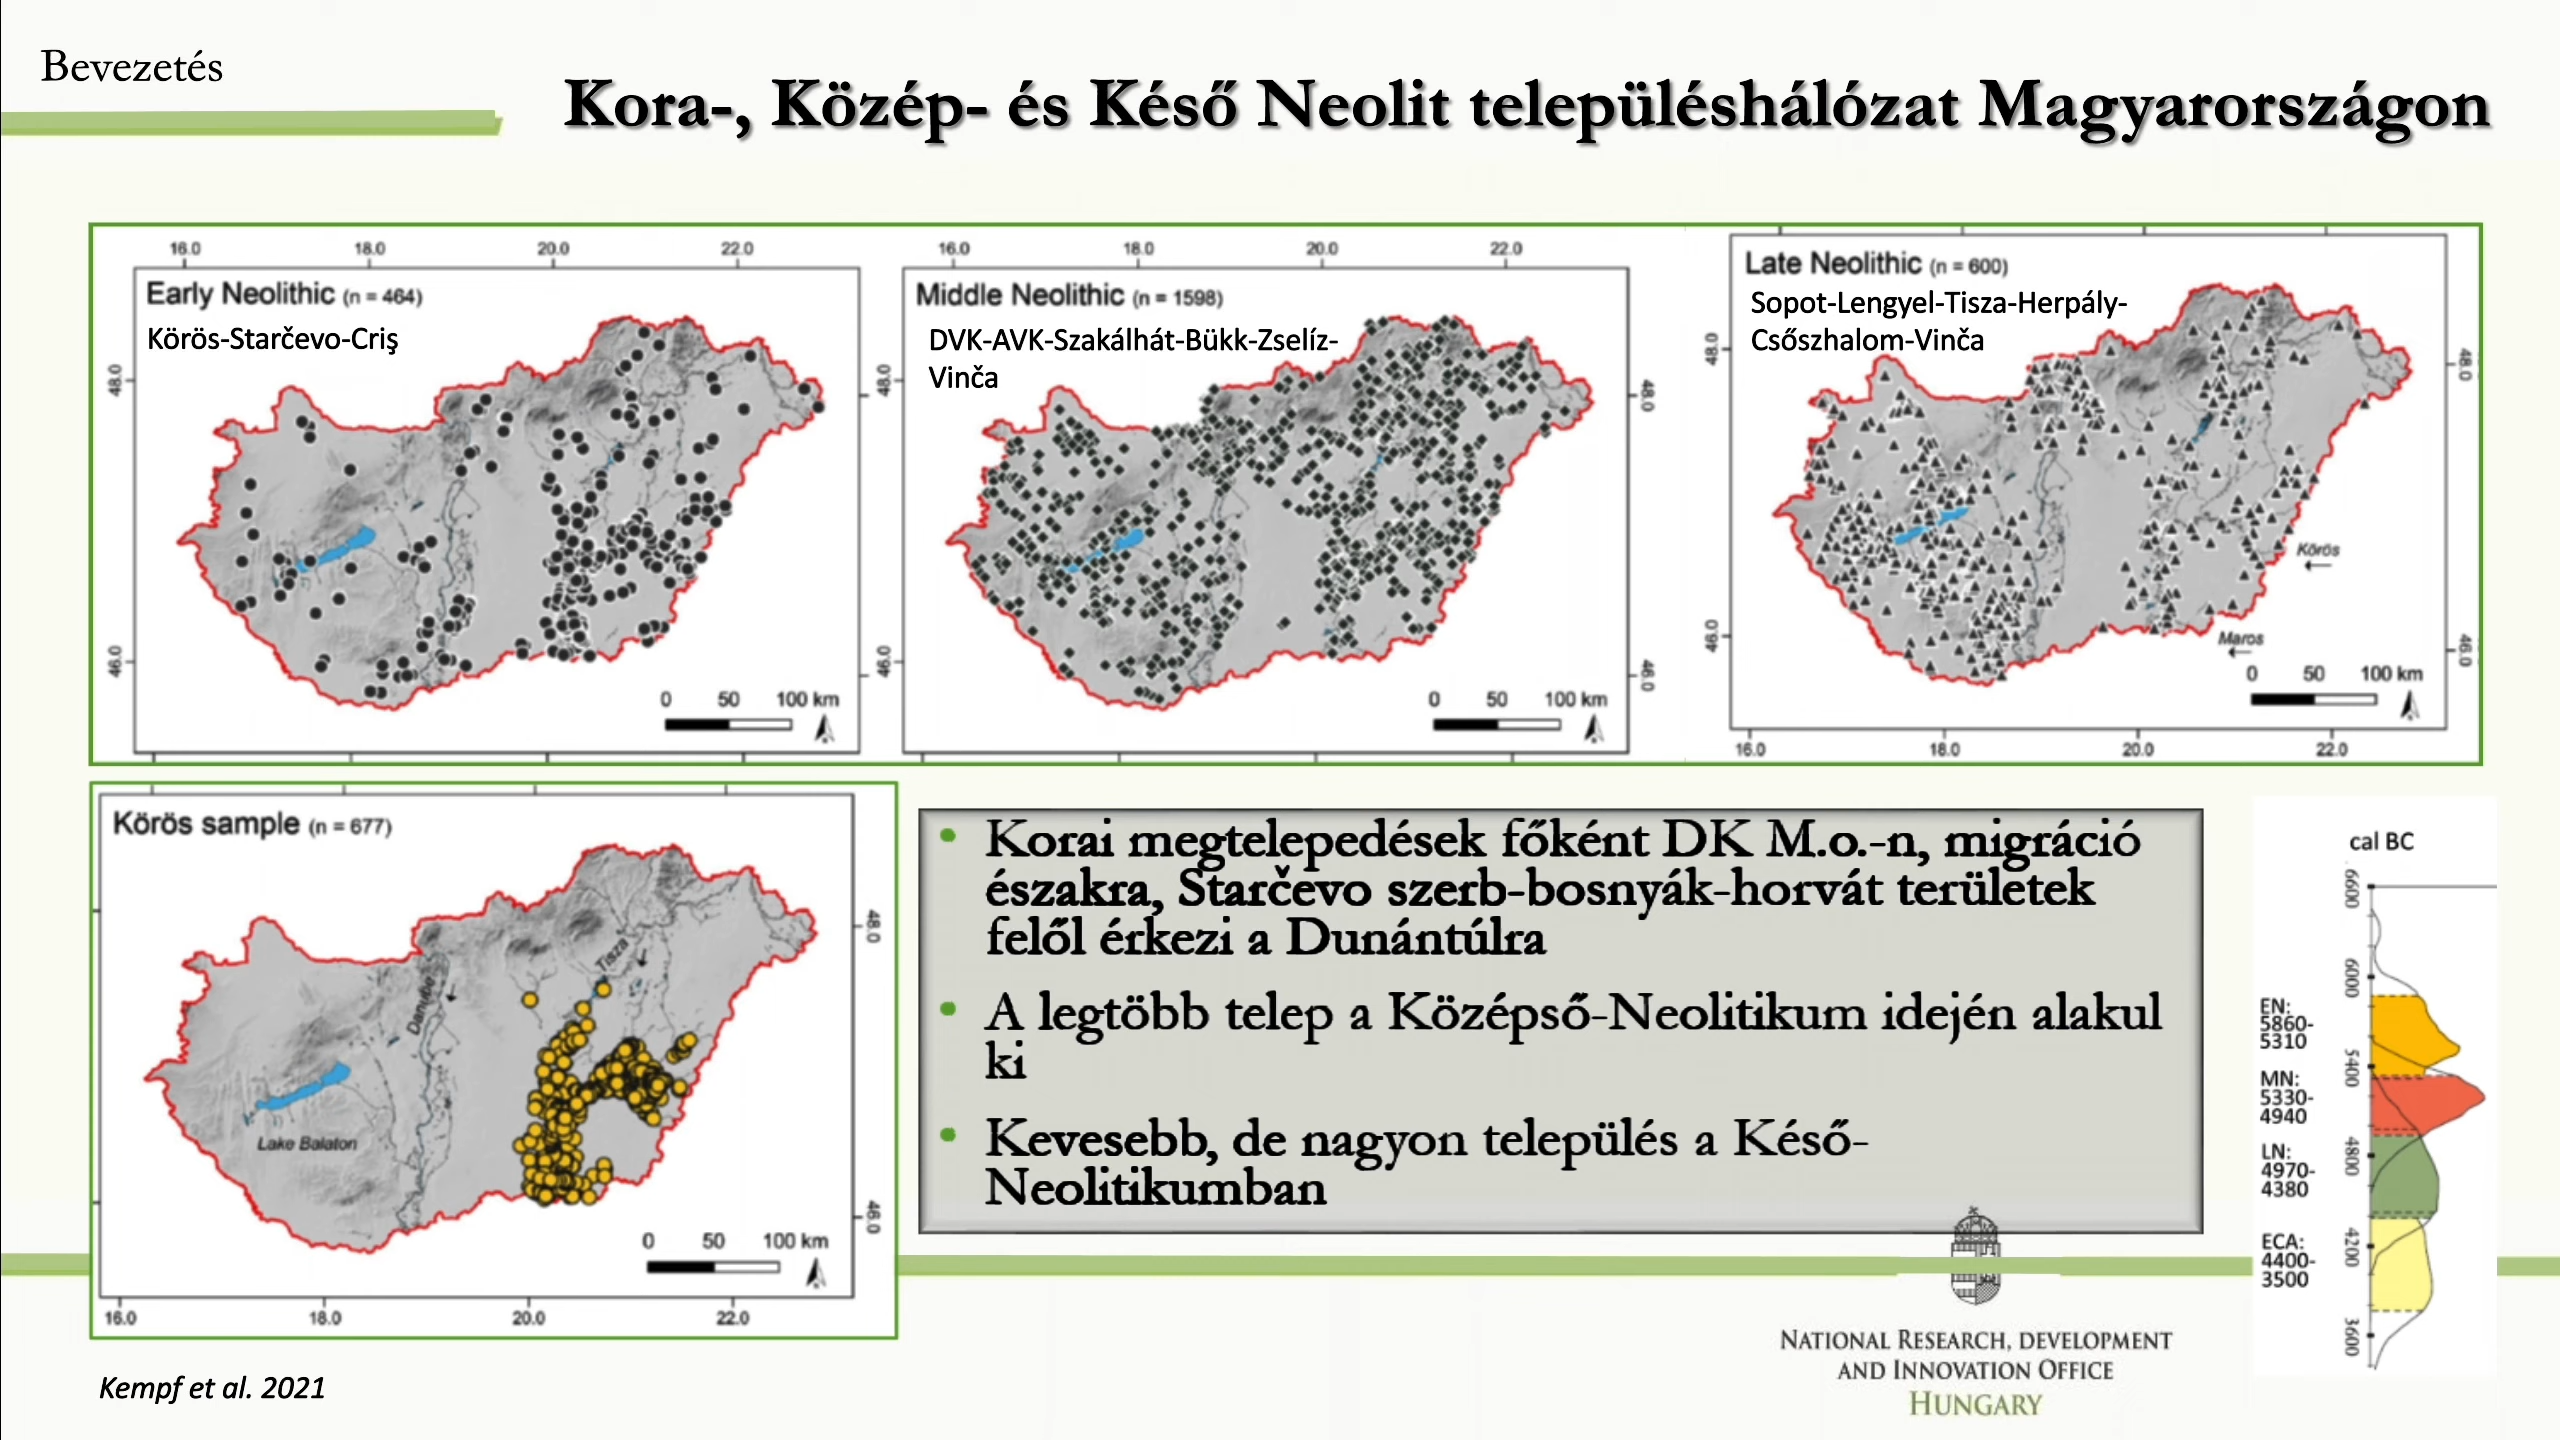 Bevezetés
Kora-, Közép- és Késő Neolit településhálózat Magyarországon
16.0 18.0 20.0 22.0
Early Neolithic (n = 464)
Körös-Starčevo-Criş
48.0
46.0
0 50 100 km
16.0 18.0 20.0 22.0
Middle Neolithic (n = 1598)
DVK-AVK-Szakálhát-Bükk-Zselíz-
Vinča
48.0 48.0
46.0 46.0
0 50 100 km
Late Neolithic (n = 600)
Sopot-Lengyel-Tisza-Herpály-
Csőszhalom-Vinča
48.0 48.0
Körös
46.0 46.0
Maros
0 50 100 km
16.0 18.0 20.0 22.0
Körös sample (n = 677)
48.0
Tisza
Danube
Lake Balaton
46.0
0 50 100 km
16.0 18.0 20.0 22.0
• Korai megtelepedések főként DK M.o.-n, migráció
északra, Starčevo szerb-bosnyák-horvát területek
felől érkezi a Dunántúlra
• A legtöbb telep a Középső-Neolitikum idején alakul
ki
• Kevesebb, de nagyon település a Késő-
Neolitikumban
cal BC
6600
6000
EN:
5860-
5310
5400
MN:
5330-
4940
4800
LN:
4970-
4380
4200
ECA:
4400-
3500
3600
NATIONAL RESEARCH, DEVELOPMENT
AND INNOVATION OFFICE
HUNGARY
Kempf et al. 2021